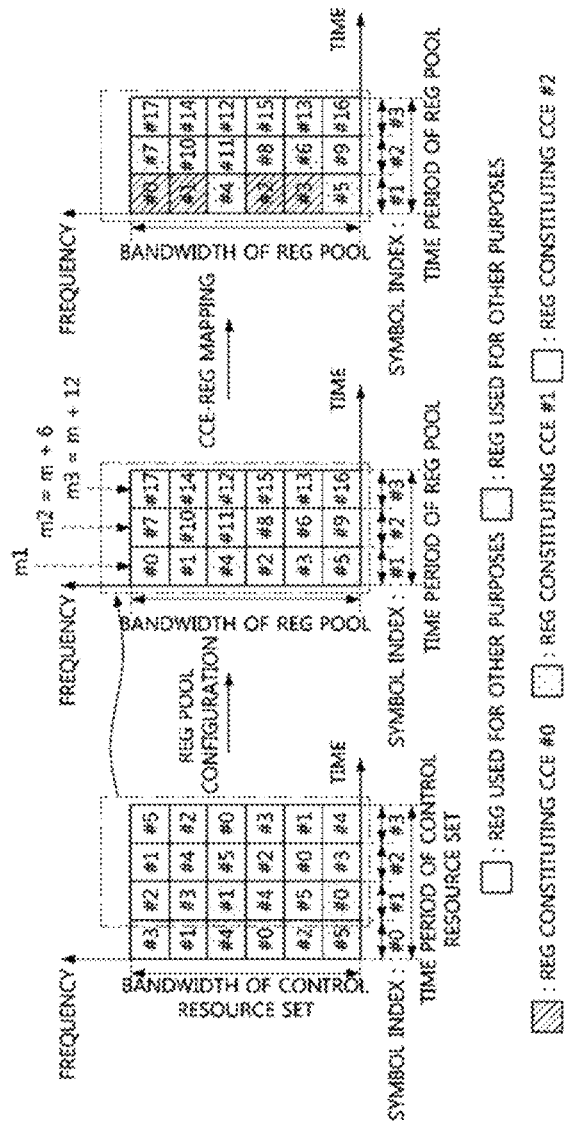 m1
m2 = m + 6
m3 = m + 12
FREQUENCY
BANDWIDTH OF CONTROL
RESOURCE SET
#3 #2 #1 #5
#1 #3 #4 #2
#4 #1 #5 #0
#0 #4 #2 #3
#2 #5 #0 #1
#5 #0 #3 #4
TIME
SYMBOL INDEX : #0 #1 #2 #3
TIME PERIOD OF CONTROL
RESOURCE SET
REG POOL
CONFIGURATION
FREQUENCY
BANDWIDTH OF REG POOL
#0 #7 #17
#1 #10 #14
#4 #11 #12
#2 #8 #15
#3 #6 #13
#5 #9 #16
TIME
SYMBOL INDEX : #1 #2 #3
TIME PERIOD OF REG POOL
CCE-REG MAPPING
FREQUENCY
BANDWIDTH OF REG POOL
#0 #7 #17
#1 #10 #14
#4 #11 #12
#2 #8 #15
#3 #6 #13
#5 #9 #16
TIME
SYMBOL INDEX : #1 #2 #3
TIME PERIOD OF REG POOL
: REG USED FOR OTHER PURPOSES
: REG USED FOR OTHER PURPOSES
: REG CONSTITUTING CCE #0
: REG CONSTITUTING CCE #1
: REG CONSTITUTING CCE #2